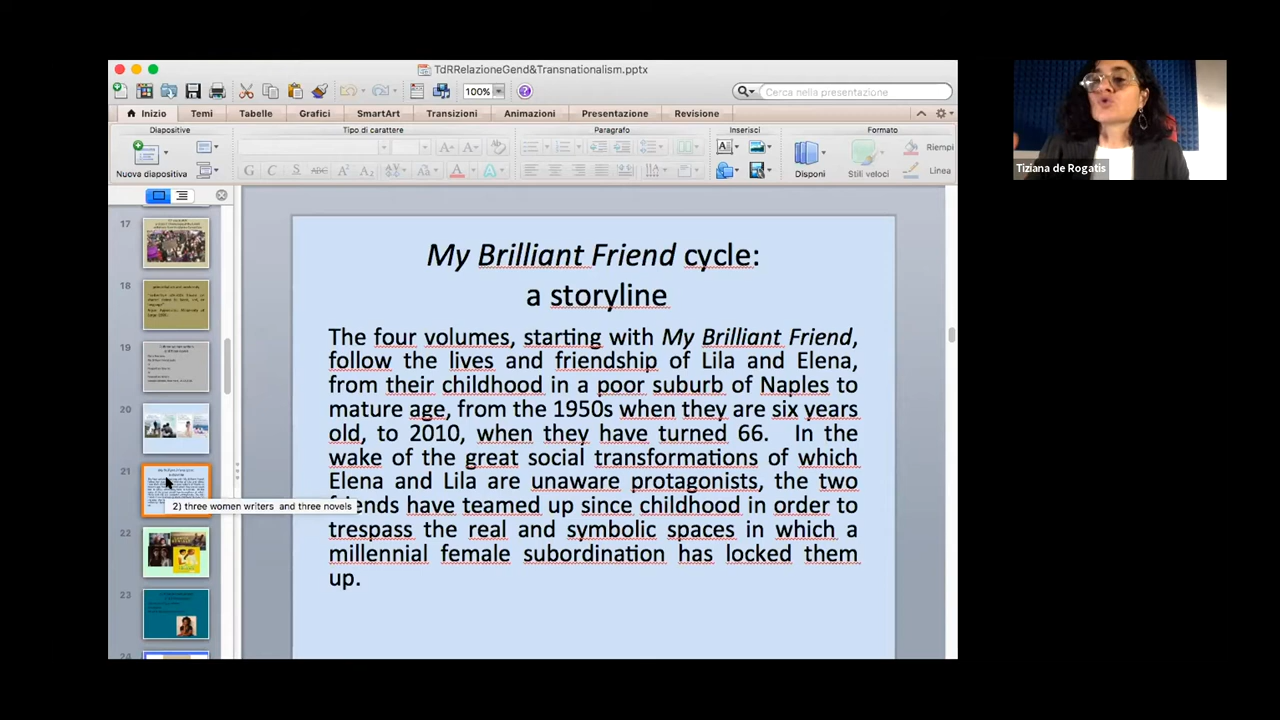 TdRRelazioneGend&Transnationalism.pptx
100%
Cerca nella presentazione
Inizio
Temi
Tabelle
Grafici
SmartArt
Transizioni
Animazioni
Presentazione
Revisione
Diapositive
Tipo di carattere
Paragrafo
Inserisci
Formato
Nuova diapositiva
Disponi
Stili veloci
Riempi
Linea
Tiziana de Rogatis
17
18
19
20
21
22
23
24
2) three women writers and three novels
My Brilliant Friend cycle:
a storyline
The four volumes, starting with My Brilliant Friend,
follow the lives and friendship of Lila and Elena,
from their childhood in a poor suburb of Naples to
mature age, from the 1950s when they are six years
old, to 2010, when they have turned 66. In the
wake of the great social transformations of which
Elena and Lila are unaware protagonists, the two
ends have teamed up since childhood in order to
trespass the real and symbolic spaces in which a
millennial female subordination has locked them
up.